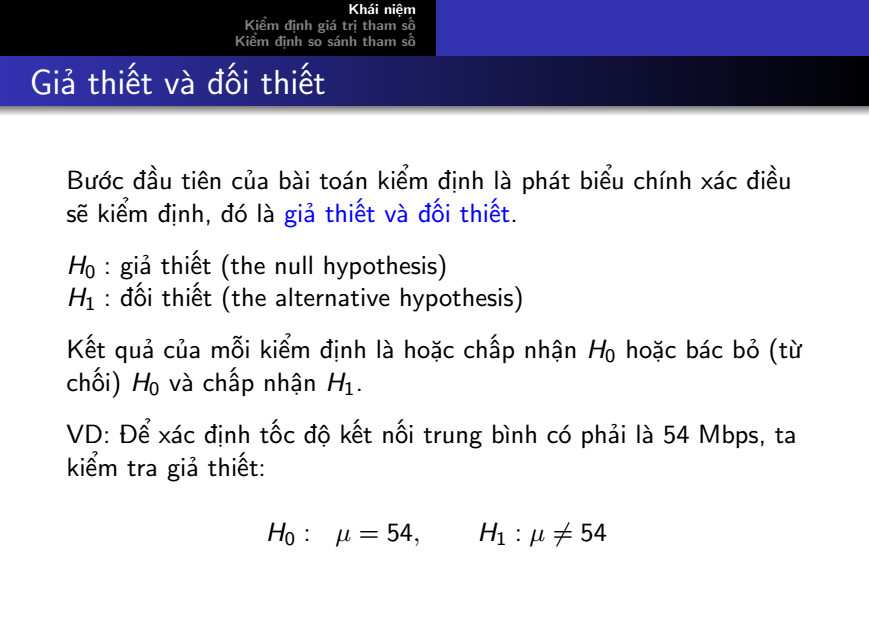 Khái niệm
Kiểm định giá trị tham số
Kiểm định so sánh tham số
Giả thiết và đối thiết
Bước đầu tiên của bài toán kiểm định là phát biểu chính xác điều
sẽ kiểm định, đó là giả thiết và đối thiết.
H₀ : giả thiết (the null hypothesis)
H₁ : đối thiết (the alternative hypothesis)
Kết quả của mỗi kiểm định là hoặc chấp nhận H₀ hoặc bác bỏ (từ
chối) H₀ và chấp nhận H₁.
VD: Để xác định tốc độ kết nối trung bình có phải là 54 Mbps, ta
kiểm tra giả thiết:
H₀ : μ = 54, H₁ : μ ≠ 54